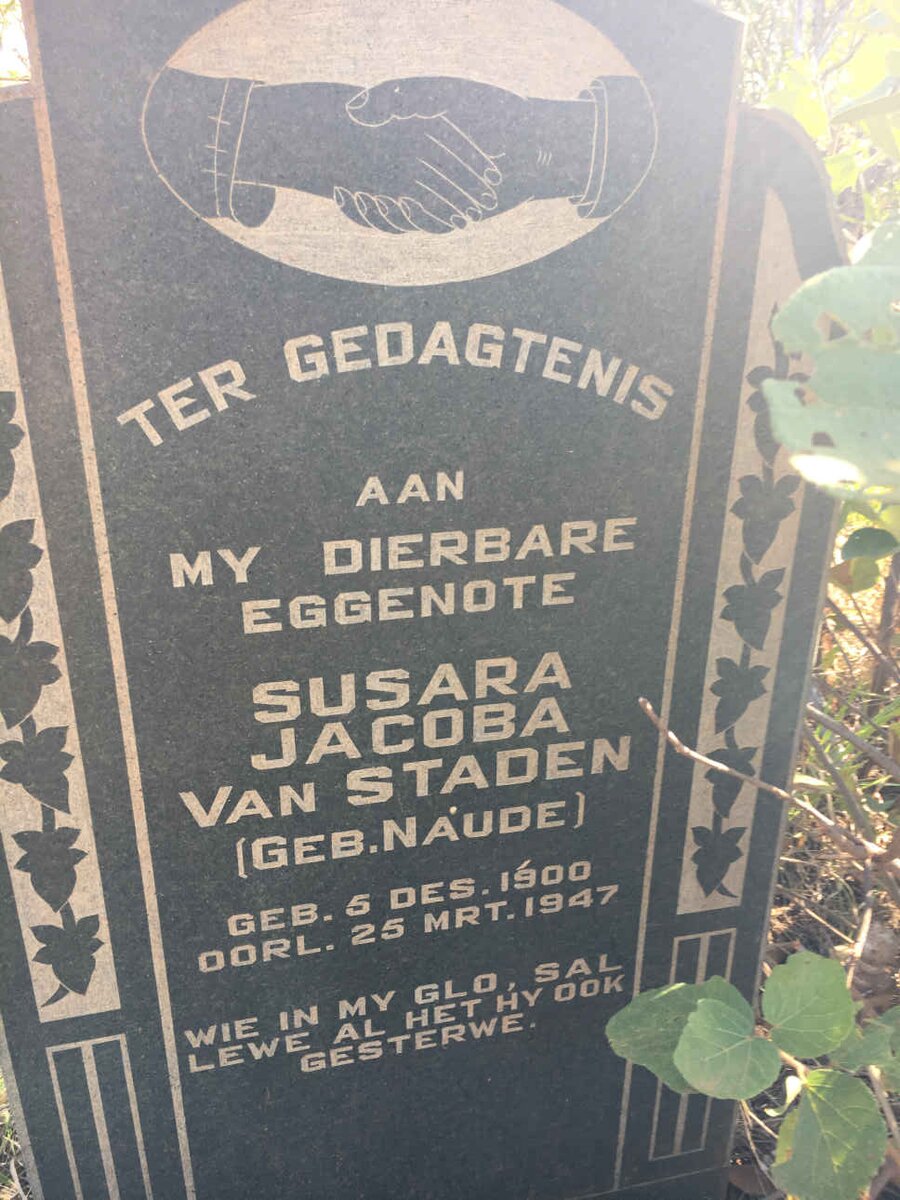 TER GEDAGTENIS
AAN
MY DIERBARE
EGGENOTE
SUSARA
JACOBA
VAN STADEN
(GEB. NAUDE)
GEB. 5 DES. 1900
OORL. 25 MRT. 1947
WIE IN MY GLO, SAL
LEWE AL HET HY OOK
GESTERWE.